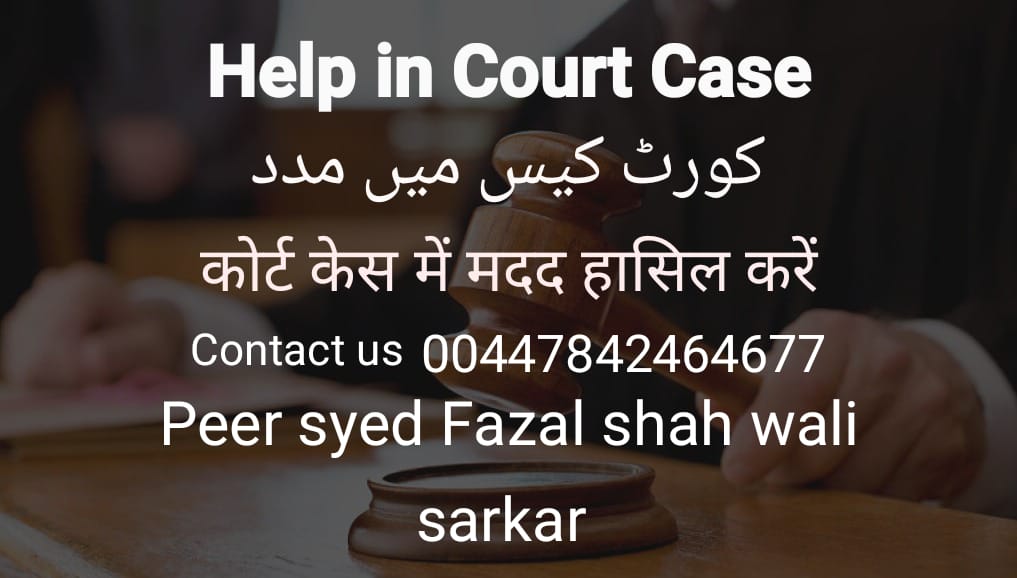 Help in Court Case
کورٹ کیس میں مدد
कोर्ट केस में मदद हासिल करें
Contact us 00447842464677
Peer syed Fazal shah wali
sarkar